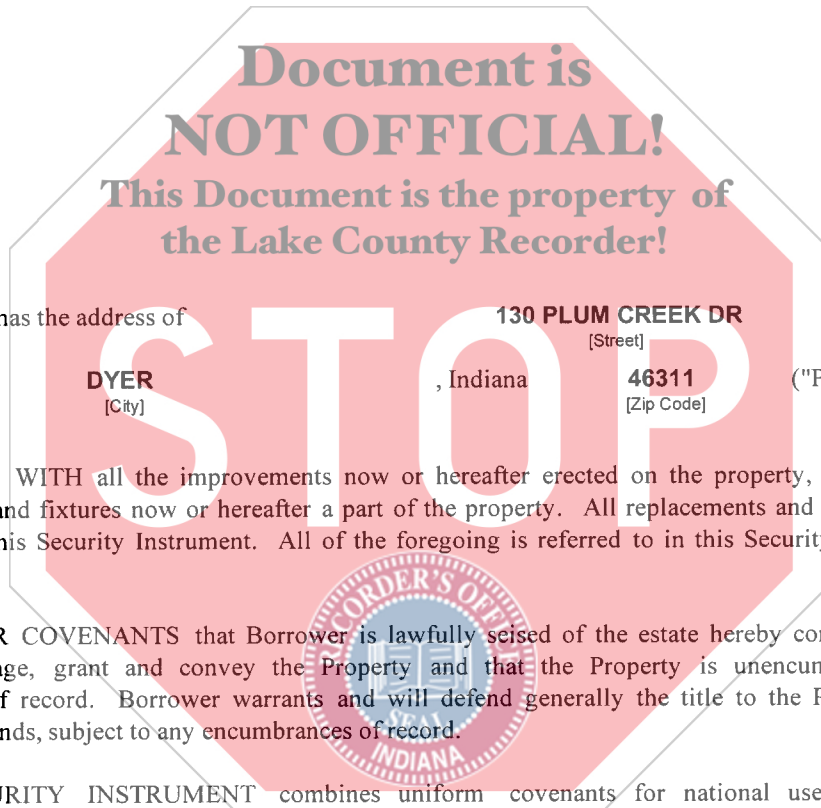 Document is
NOT OFFICIAL!
This Document is the property of
the Lake County Recorder!
STOP
has the address of 130 PLUM CREEK DR
[Street]
DYER , Indiana 46311 ("P
[City] [Zip Code]
WITH all the improvements now or hereafter erected on the property,
and fixtures now or hereafter a part of the property. All replacements and
his Security Instrument. All of the foregoing is referred to in this Security
R COVENANTS that Borrower is lawfully seised of the estate hereby con
age, grant and convey the Property and that the Property is unencum
f record. Borrower warrants and will defend generally the title to the P
nds, subject to any encumbrances of record.
URITY INSTRUMENT combines uniform covenants for national use
RECORDER'S OFFICE
SEAL
INDIANA